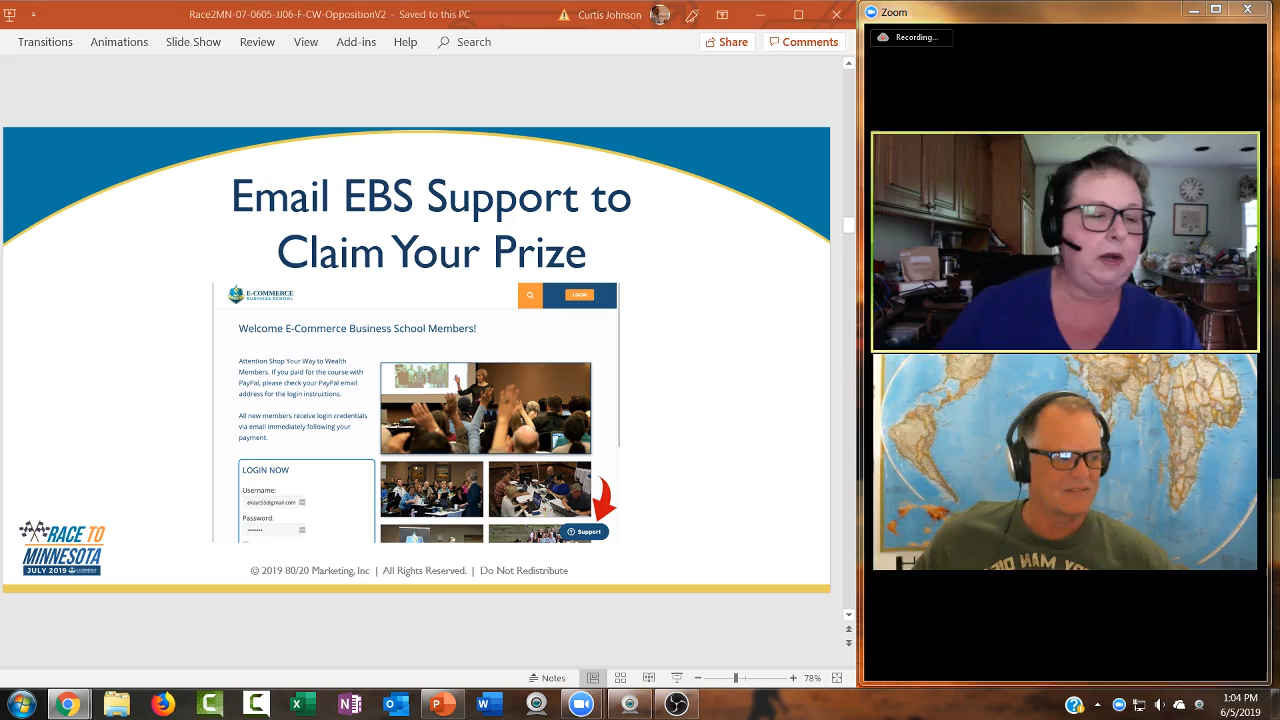 Race2MN-07-0605-JJ06-F-CW-OppositionV2 - Saved to this PC
Curtis Johnson
Transitions Animations Slide Show Review View Add-ins Help Search
Share Comments
Email EBS Support to
Claim Your Prize
E-COMMERCE
BUSINESS SCHOOL
LOGIN
Welcome E-Commerce Business School Members!
Attention Shop Your Way to Wealth
Members. If you paid for the course with
PayPal, please check your PayPal email
address for the login instructions.
All new members receive login credentials
via email immediately following your
payment.
LOGIN NOW
Username:
ekayc55@gmail.com
Password:
Support
RACE TO
MINNESOTA
JULY 2019
© 2019 80/20 Marketing, Inc | All Rights Reserved. | Do Not Redistribute
Notes
78%
Zoom
Recording...
1:04 PM
6/5/2019